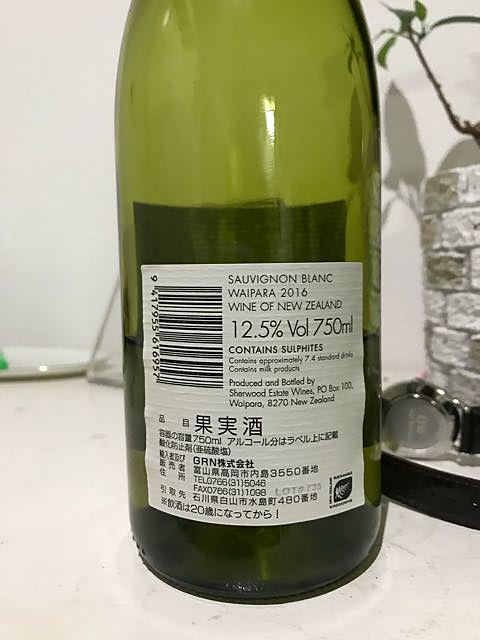 SAUVIGNON BLANC
WAIPARA 2016
WINE OF NEW ZEALAND
12.5% Vol 750ml
CONTAINS SULPHITES
Contains approximately 7.4 standard drinks
Contains milk products
Produced and Bottled by
Sherwood Estate Wines, PO Box 100,
Waipara, 8270 New Zealand
9 417955 616957
品 目 果実酒
容器の容量750ml アルコール分はラベル上に記載
酸化防止剤(亜硫酸塩)
輸入者及び GRN株式会社
販売者 富山県高岡市内島3550番地
住 所 TEL0766(31)5046
FAX0766(31)1098 LOT# 735
引取先 石川県白山市水島町480番地
※飲酒は20歳になってから!